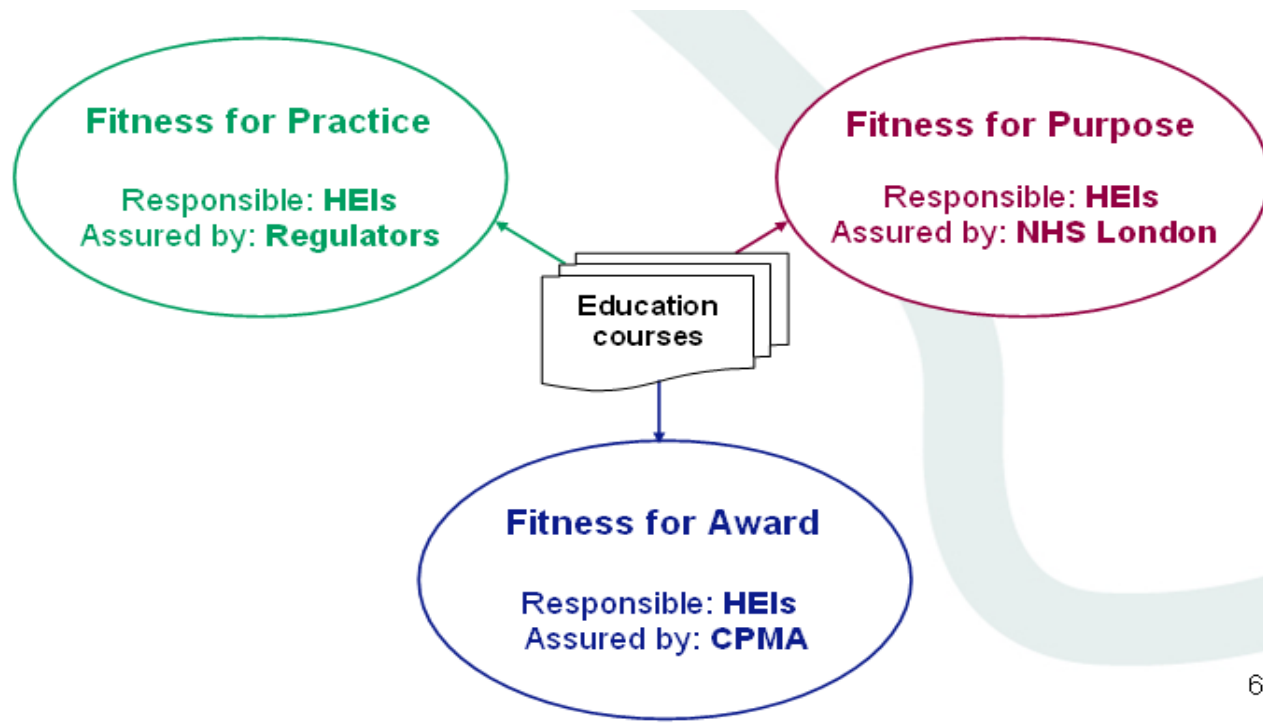 Fitness for Practice
Responsible: HEIs
Assured by: Regulators
Fitness for Purpose
Responsible: HEIs
Assured by: NHS London
Education
courses
Fitness for Award
Responsible: HEIs
Assured by: CPMA
6